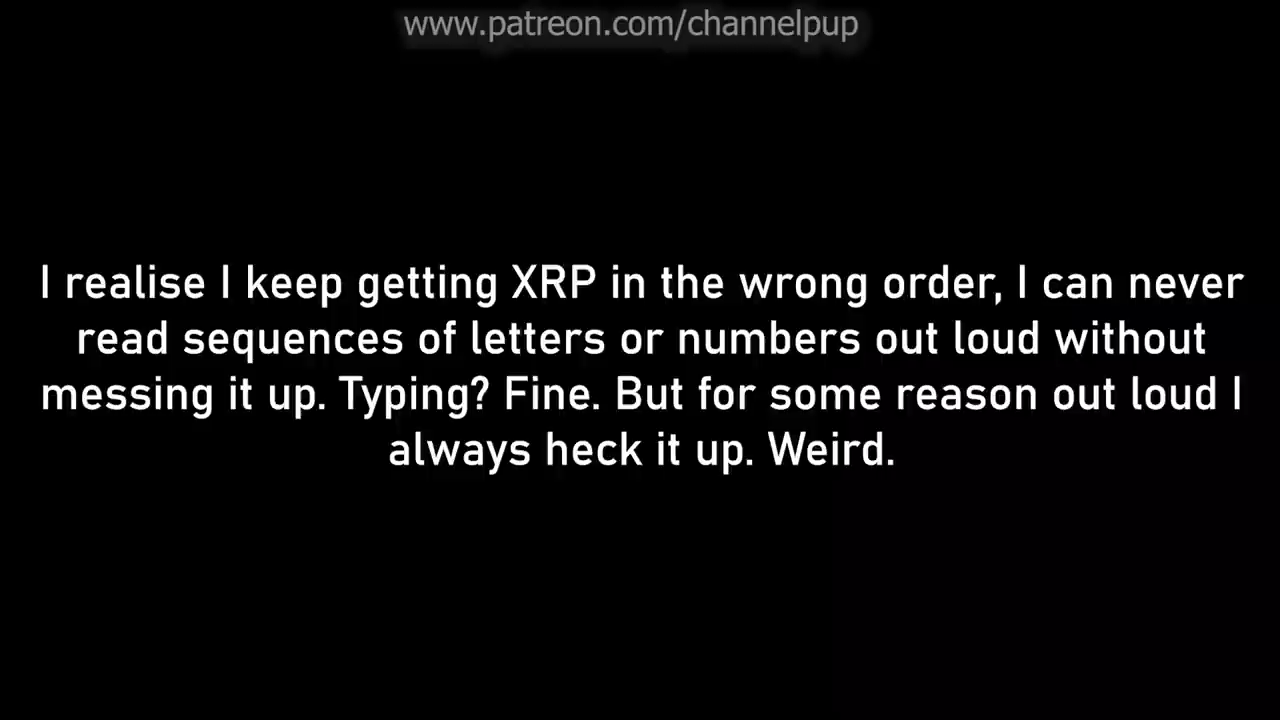 www.patreon.com/channelpup
I realise I keep getting XRP in the wrong order, I can never
read sequences of letters or numbers out loud without
messing it up. Typing? Fine. But for some reason out loud I
always heck it up. Weird.